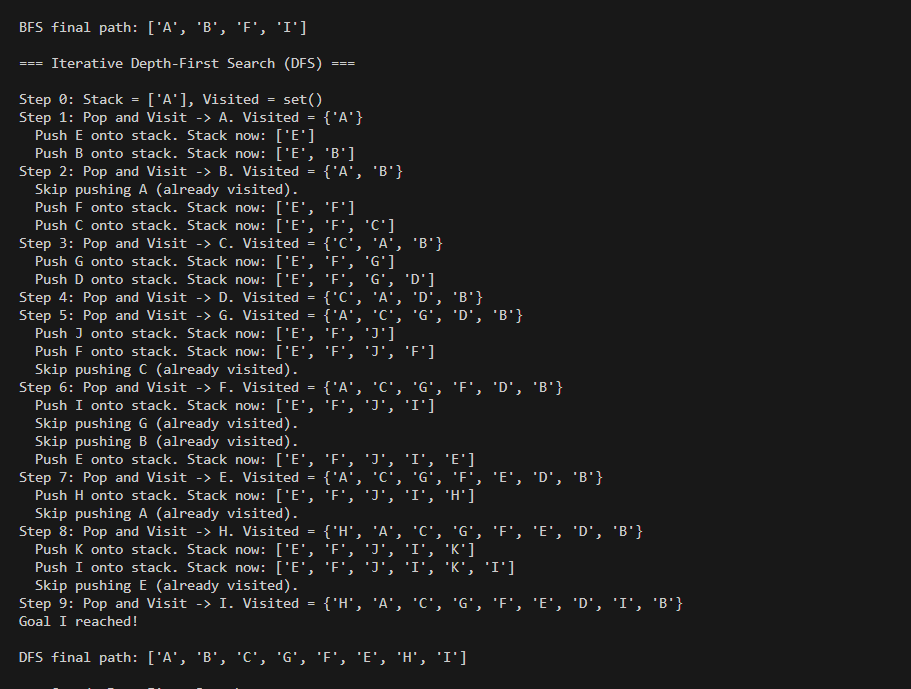 BFS final path: ['A', 'B', 'F', 'I']
=== Iterative Depth-First Search (DFS) ===
Step 0: Stack = ['A'], Visited = set()
Step 1: Pop and Visit -> A. Visited = {'A'}
  Push E onto stack. Stack now: ['E']
  Push B onto stack. Stack now: ['E', 'B']
Step 2: Pop and Visit -> B. Visited = {'A', 'B'}
  Skip pushing A (already visited).
  Push F onto stack. Stack now: ['E', 'F']
  Push C onto stack. Stack now: ['E', 'F', 'C']
Step 3: Pop and Visit -> C. Visited = {'C', 'A', 'B'}
  Push G onto stack. Stack now: ['E', 'F', 'G']
  Push D onto stack. Stack now: ['E', 'F', 'G', 'D']
Step 4: Pop and Visit -> D. Visited = {'C', 'A', 'D', 'B'}
Step 5: Pop and Visit -> G. Visited = {'A', 'C', 'G', 'D', 'B'}
  Push J onto stack. Stack now: ['E', 'F', 'J']
  Push F onto stack. Stack now: ['E', 'F', 'J', 'F']
  Skip pushing C (already visited).
Step 6: Pop and Visit -> F. Visited = {'A', 'C', 'G', 'F', 'D', 'B'}
  Push I onto stack. Stack now: ['E', 'F', 'J', 'I']
  Skip pushing G (already visited).
  Skip pushing B (already visited).
  Push E onto stack. Stack now: ['E', 'F', 'J', 'I', 'E']
Step 7: Pop and Visit -> E. Visited = {'A', 'C', 'G', 'F', 'E', 'D', 'B'}
  Push H onto stack. Stack now: ['E', 'F', 'J', 'I', 'H']
  Skip pushing A (already visited).
Step 8: Pop and Visit -> H. Visited = {'H', 'A', 'C', 'G', 'F', 'E', 'D', 'B'}
  Push K onto stack. Stack now: ['E', 'F', 'J', 'I', 'K']
  Push I onto stack. Stack now: ['E', 'F', 'J', 'I', 'K', 'I']
  Skip pushing E (already visited).
Step 9: Pop and Visit -> I. Visited = {'H', 'A', 'C', 'G', 'F', 'E', 'D', 'I', 'B'}
Goal I reached!
DFS final path: ['A', 'B', 'C', 'G', 'F', 'E', 'H', 'I']